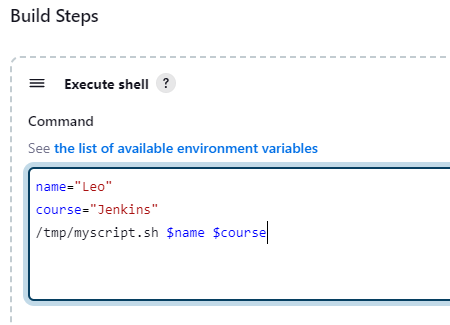 Build Steps
Execute shell ?
Command
See the list of available environment variables
name="Leo"
course="Jenkins"
/tmp/myscript.sh $name $course